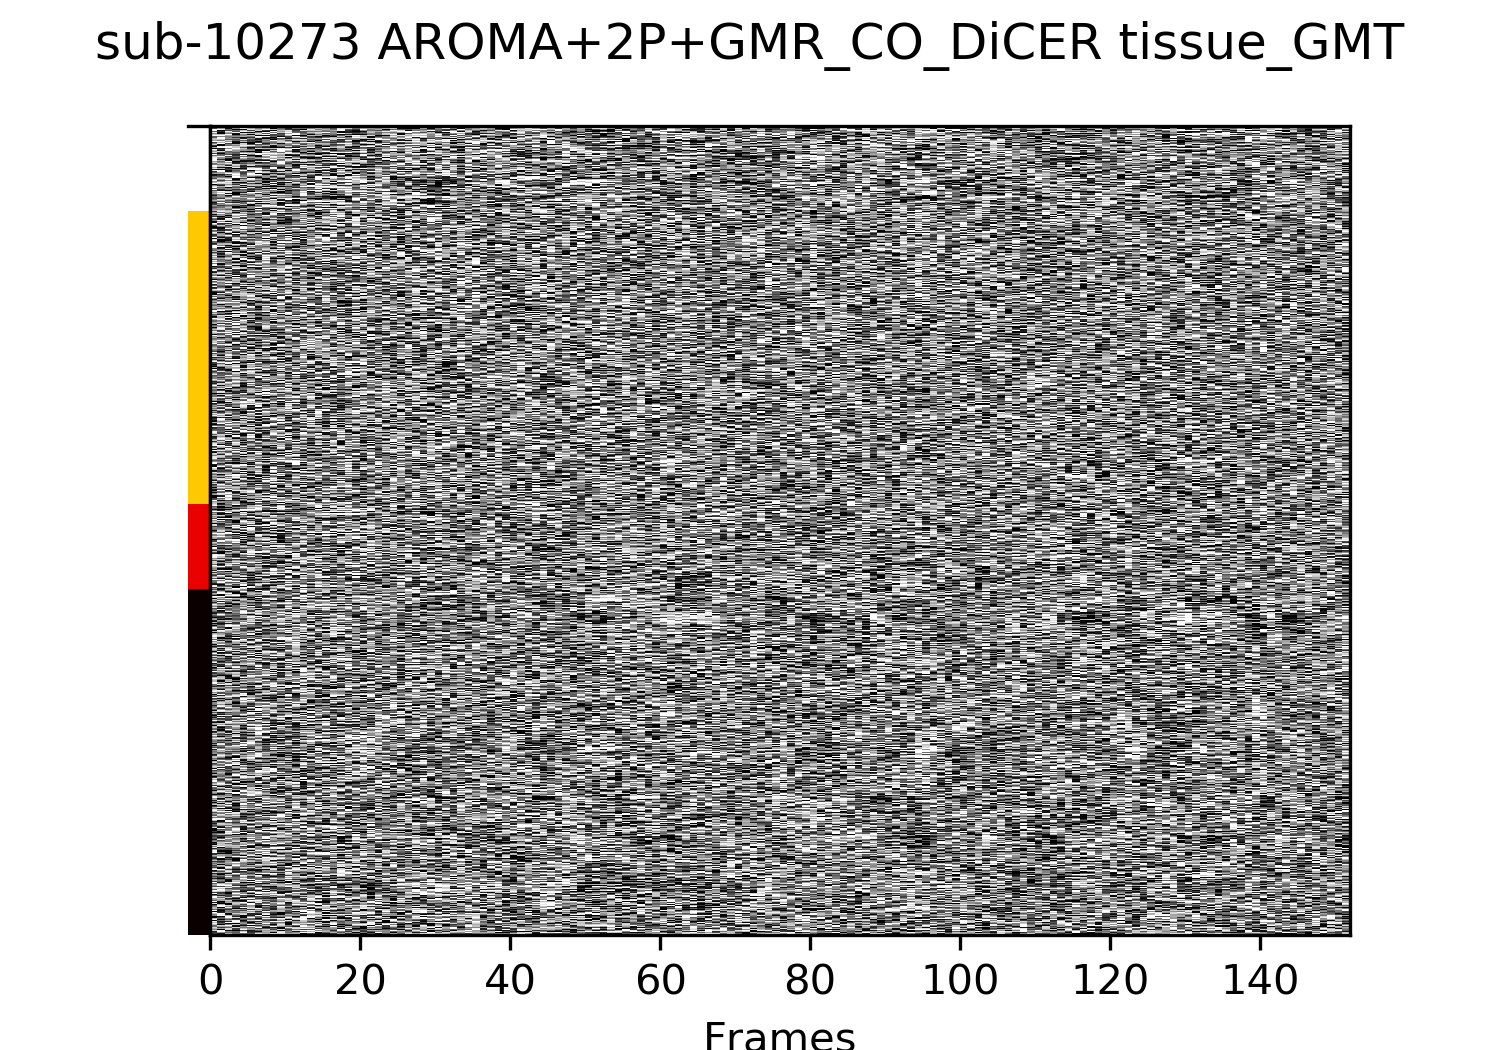 sub-10273 AROMA+2P+GMR_CO_DiCER tissue_GMT
0 20 40 60 80 100 120 140
Frames